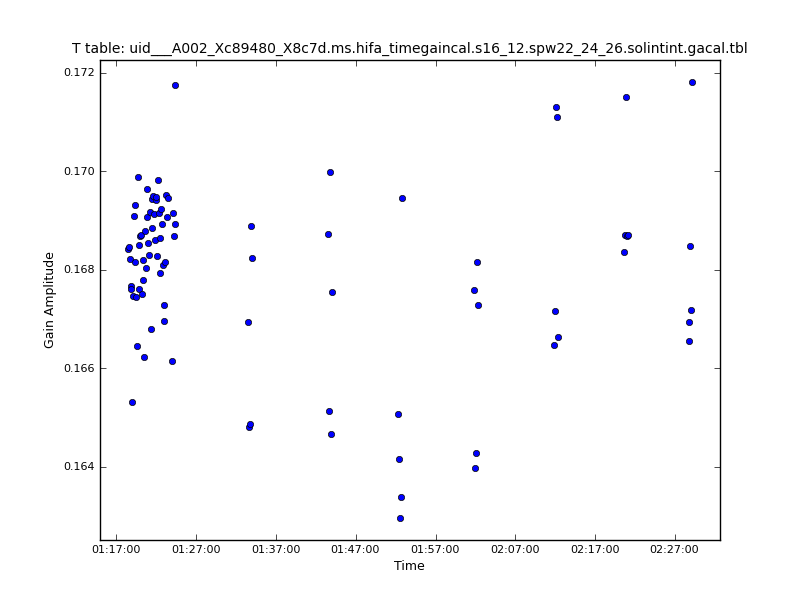 T table: uid___A002_Xc89480_X8c7d.ms.hifa_timegaincal.s16_12.spw22_24_26.solintint.gacal.tbl
0.172
0.170
0.168
0.166
0.164
Gain Amplitude
01:17:00 01:27:00 01:37:00 01:47:00 01:57:00 02:07:00 02:17:00 02:27:00
Time